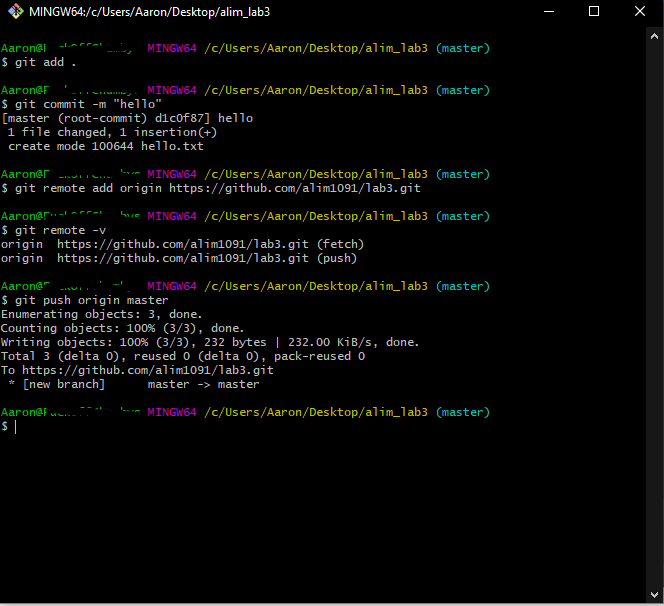 MINGW64:/c/Users/Aaron/Desktop/alim_lab3
Aaron@ MINGW64 /c/Users/Aaron/Desktop/alim_lab3 (master)
$ git add .
Aaron@ MINGW64 /c/Users/Aaron/Desktop/alim_lab3 (master)
$ git commit -m "hello"
[master (root-commit) d1c0f87] hello
1 file changed, 1 insertion(+)
create mode 100644 hello.txt
Aaron@ MINGW64 /c/Users/Aaron/Desktop/alim_lab3 (master)
$ git remote add origin https://github.com/alim1091/lab3.git
Aaron@ MINGW64 /c/Users/Aaron/Desktop/alim_lab3 (master)
$ git remote -v
origin https://github.com/alim1091/lab3.git (fetch)
origin https://github.com/alim1091/lab3.git (push)
Aaron@ MINGW64 /c/Users/Aaron/Desktop/alim_lab3 (master)
$ git push origin master
Enumerating objects: 3, done.
Counting objects: 100% (3/3), done.
Writing objects: 100% (3/3), 232 bytes | 232.00 KiB/s, done.
Total 3 (delta 0), reused 0 (delta 0), pack-reused 0
To https://github.com/alim1091/lab3.git
* [new branch] master -> master
Aaron@ MINGW64 /c/Users/Aaron/Desktop/alim_lab3 (master)
$